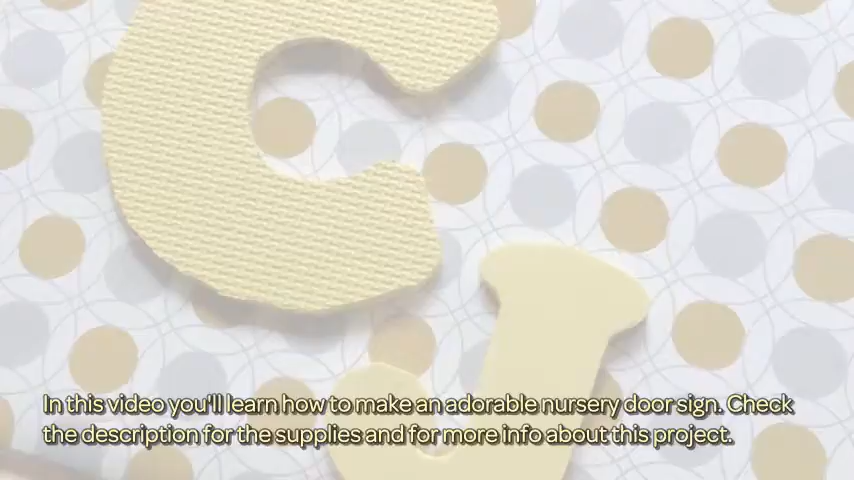 In this video you'll learn how to make an adorable nursery door sign. Check
the description for the supplies and for more info about this project.